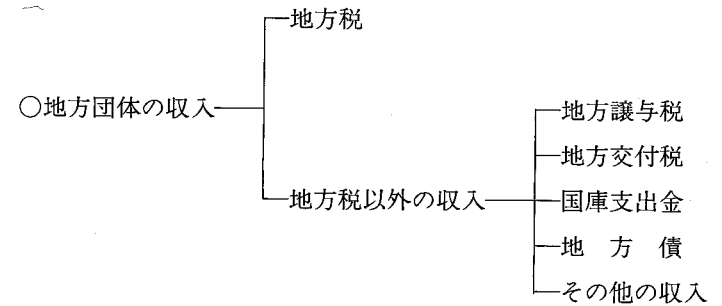 地方税
○地方団体の収入
地方譲与税
地方交付税
地方税以外の収入
国庫支出金
地　方　債
その他の収入